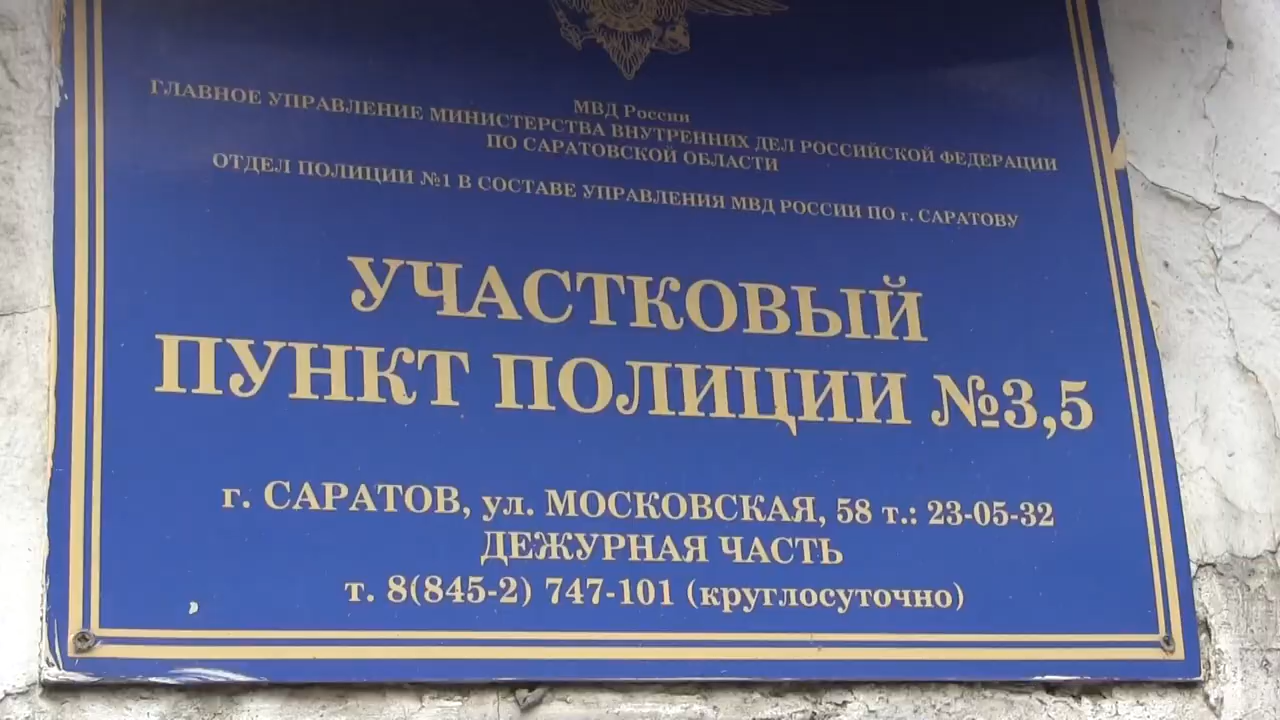 МВД России
ГЛАВНОЕ УПРАВЛЕНИЕ МИНИСТЕРСТВА ВНУТРЕННИХ ДЕЛ РОССИЙСКОЙ ФЕДЕРАЦИИ
ПО САРАТОВСКОЙ ОБЛАСТИ
ОТДЕЛ ПОЛИЦИИ №1 В СОСТАВЕ УПРАВЛЕНИЯ МВД РОССИИ ПО г. САРАТОВУ
УЧАСТКОВЫЙ
ПУНКТ ПОЛИЦИИ №3,5
г. САРАТОВ, ул. МОСКОВСКАЯ, 58 т.: 23-05-32
ДЕЖУРНАЯ ЧАСТЬ
т. 8(845-2) 747-101 (круглосуточно)